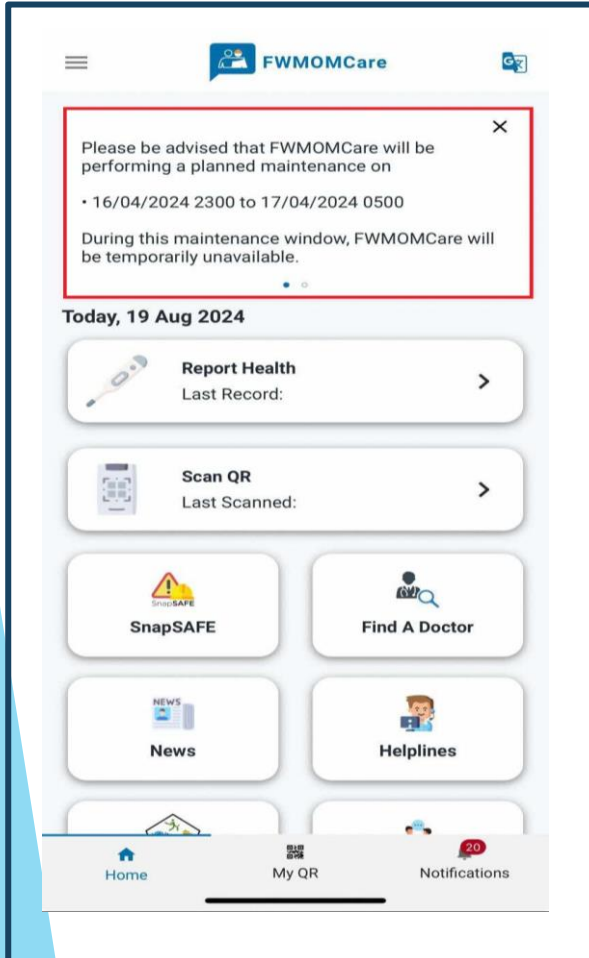 FWMOMCare
Please be advised that FWMOMCare will be
performing a planned maintenance on
• 16/04/2024 2300 to 17/04/2024 0500
During this maintenance window, FWMOMCare will
be temporarily unavailable.
Today, 19 Aug 2024
Report Health
Last Record:
Scan QR
Last Scanned:
SnapSAFE
SnapSAFE
Find A Doctor
NEWS
News
Helplines
20
Home
My QR
Notifications